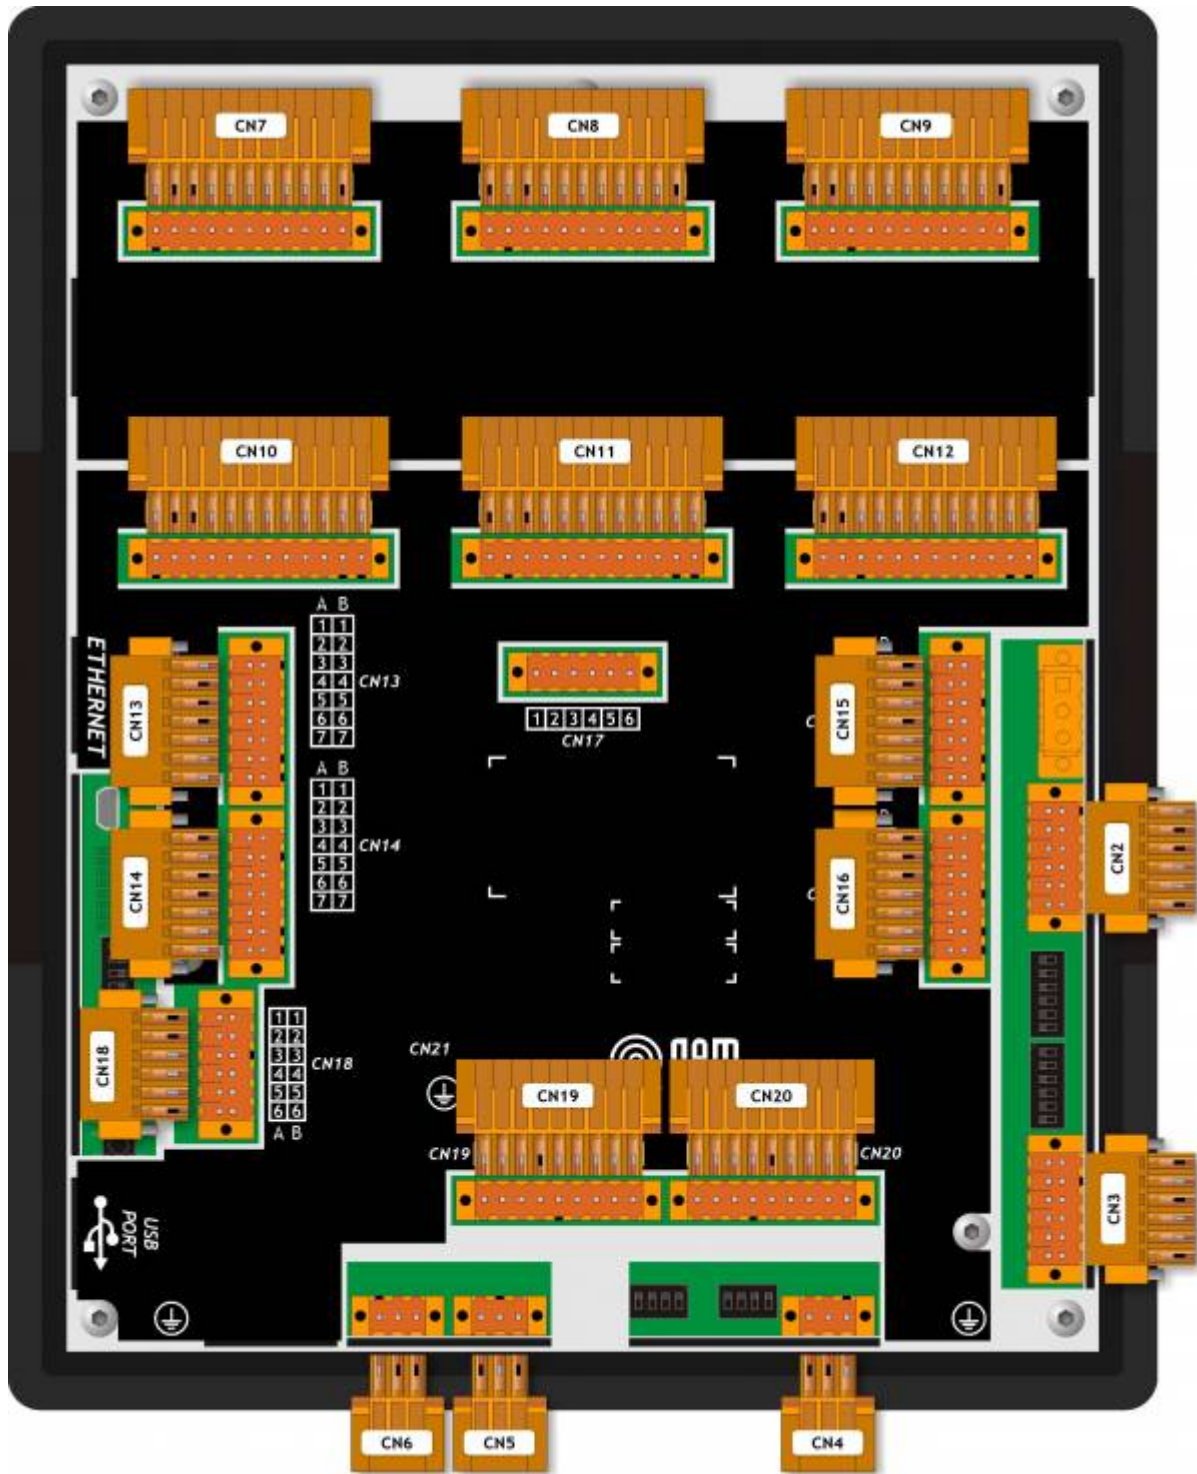 CN7
CN8
CN9
CN10
CN11
CN12
A B
1 1
2 2
3 3
4 4
5 5
6 6
7 7
CN13
ETHERNET
CN13
1 2 3 4 5 6
CN17
CN15
A B
1 1
2 2
3 3
4 4
5 5
6 6
7 7
CN14
CN14
CN16
CN2
CN18
1 1
2 2
3 3
4 4
5 5
6 6
A B
CN18
CN21
CN19
CN20
CN19
CN20
CN3
USB
PORT
CN6
CN5
CN4